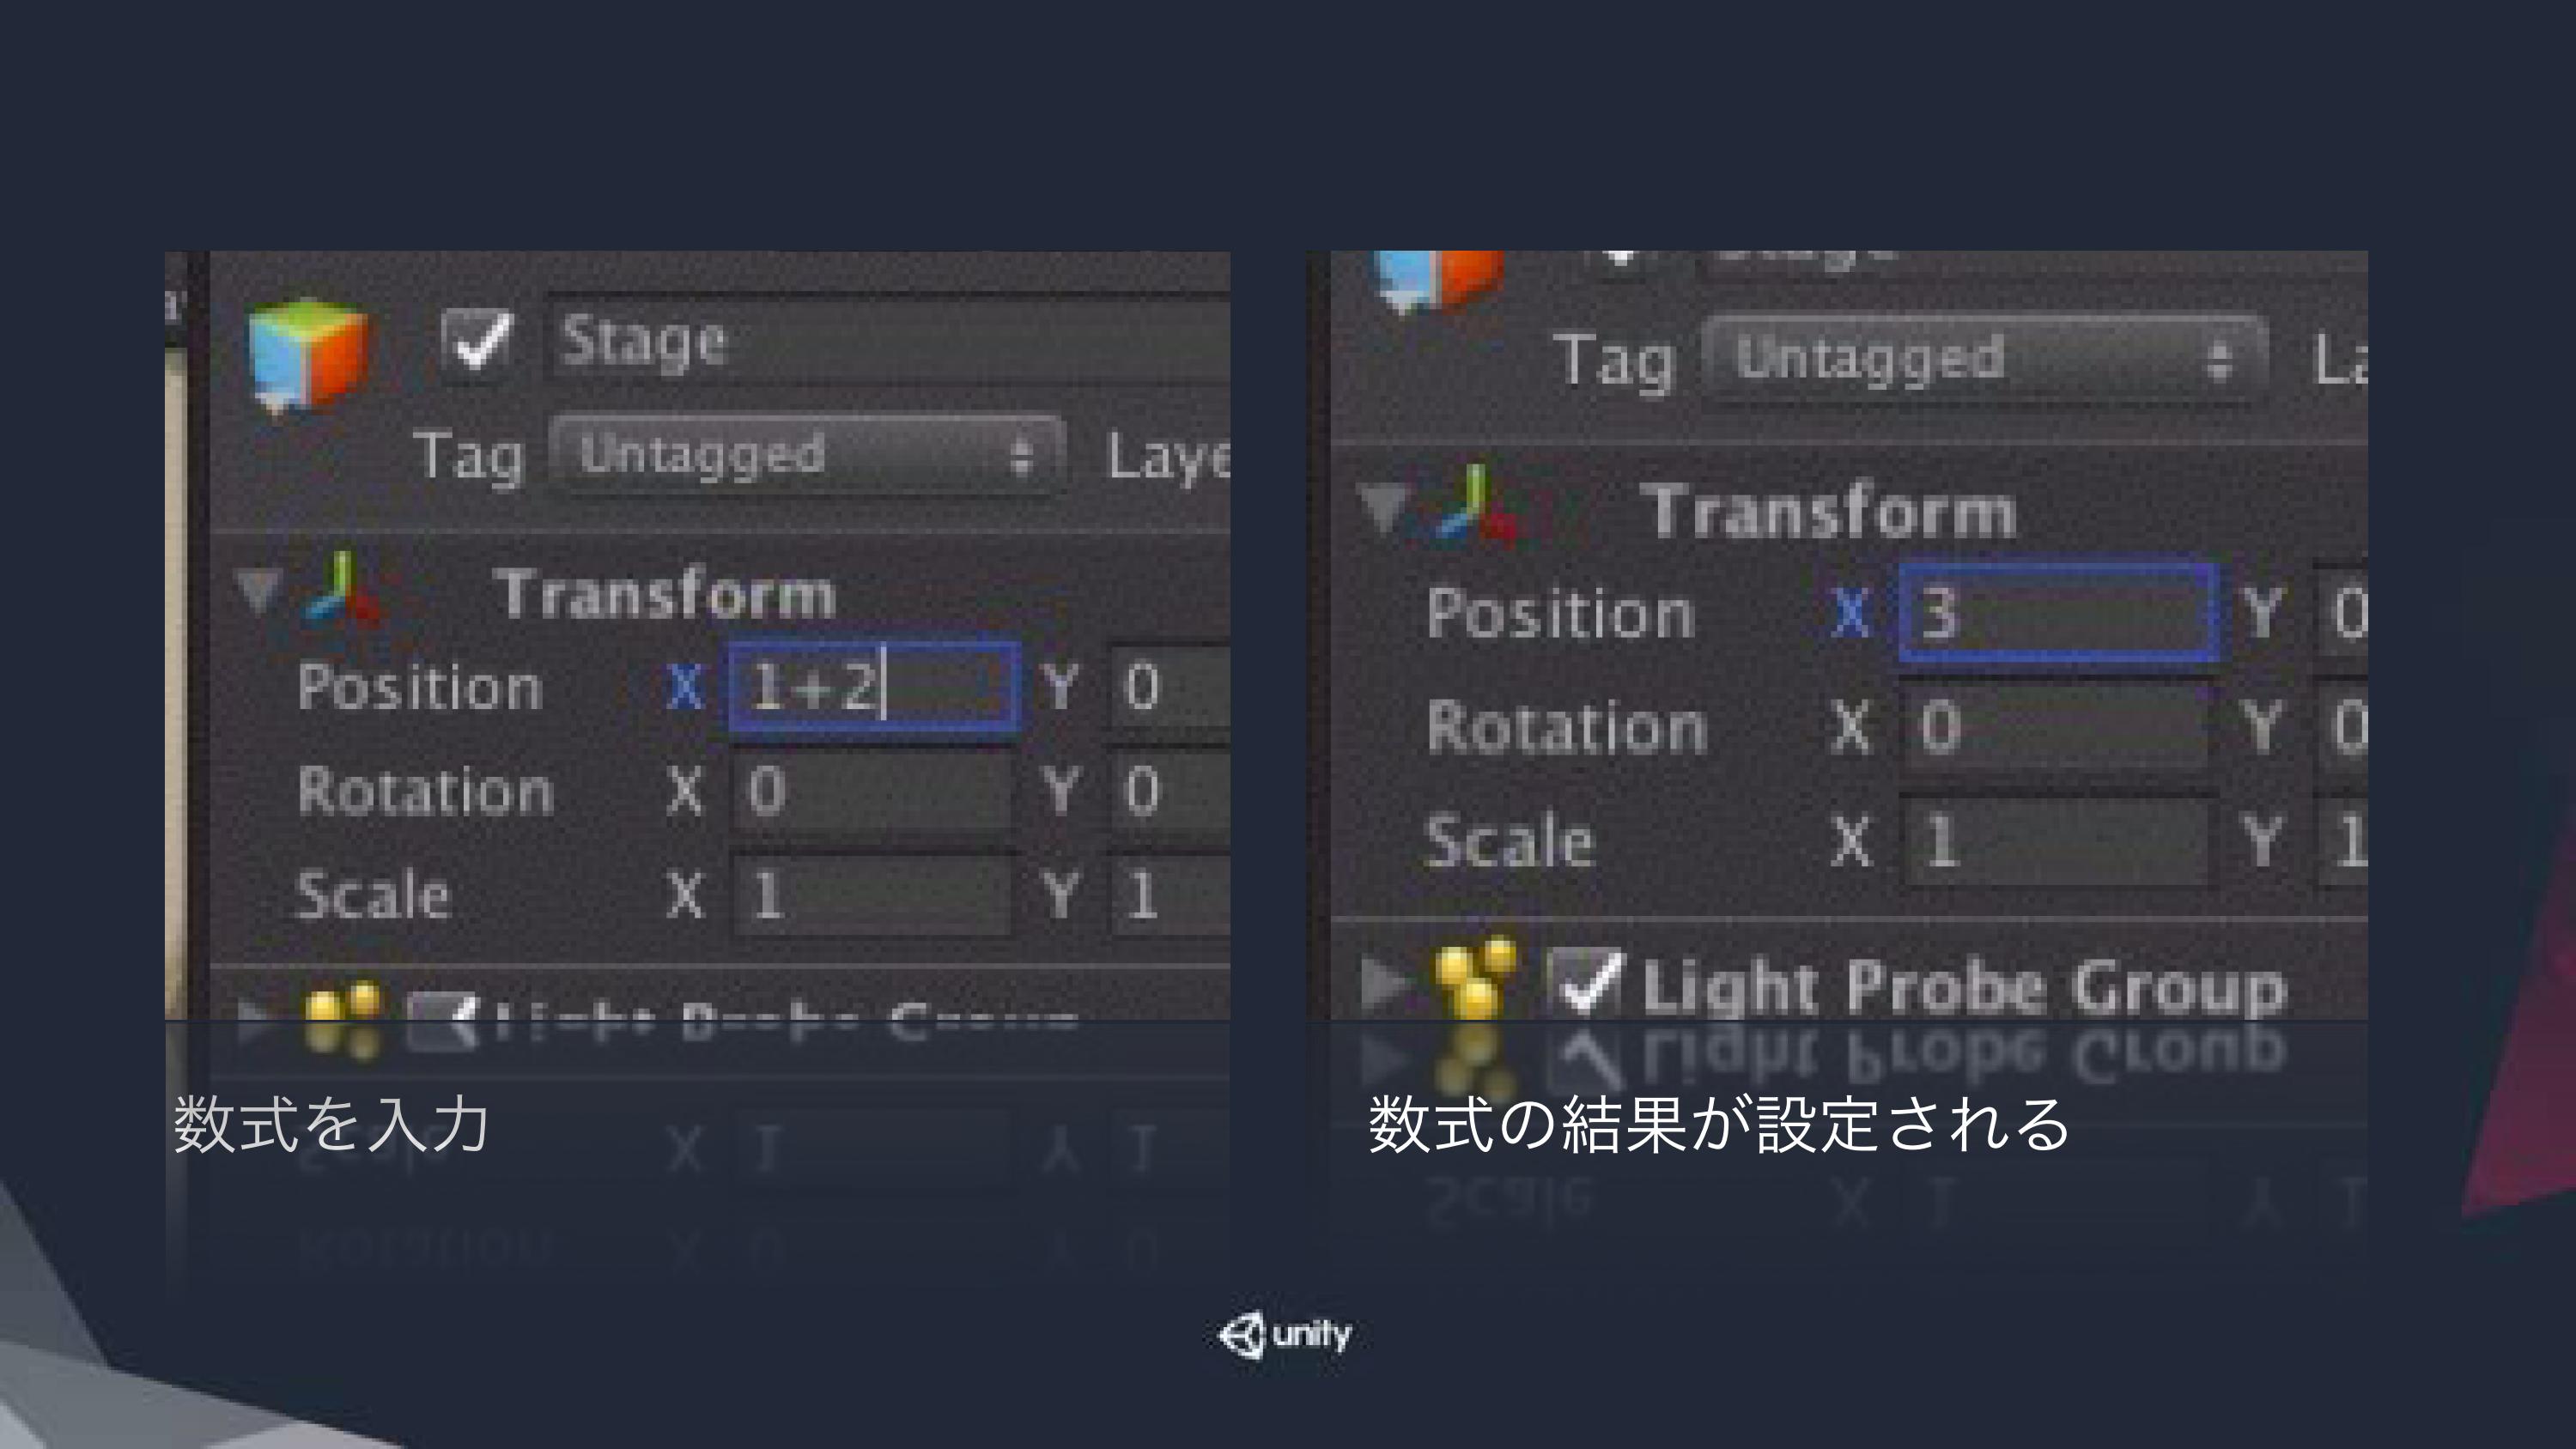 Stage
Tag Untagged Laye
Transform
Position X 1+2 Y 0
Rotation X 0 Y 0
Scale X 1 Y 1
数式を入力
Tag Untagged La
Transform
Position X 3 Y 0
Rotation X 0 Y 0
Scale X 1 Y 1
Light Probe Group
数式の結果が設定される
unity